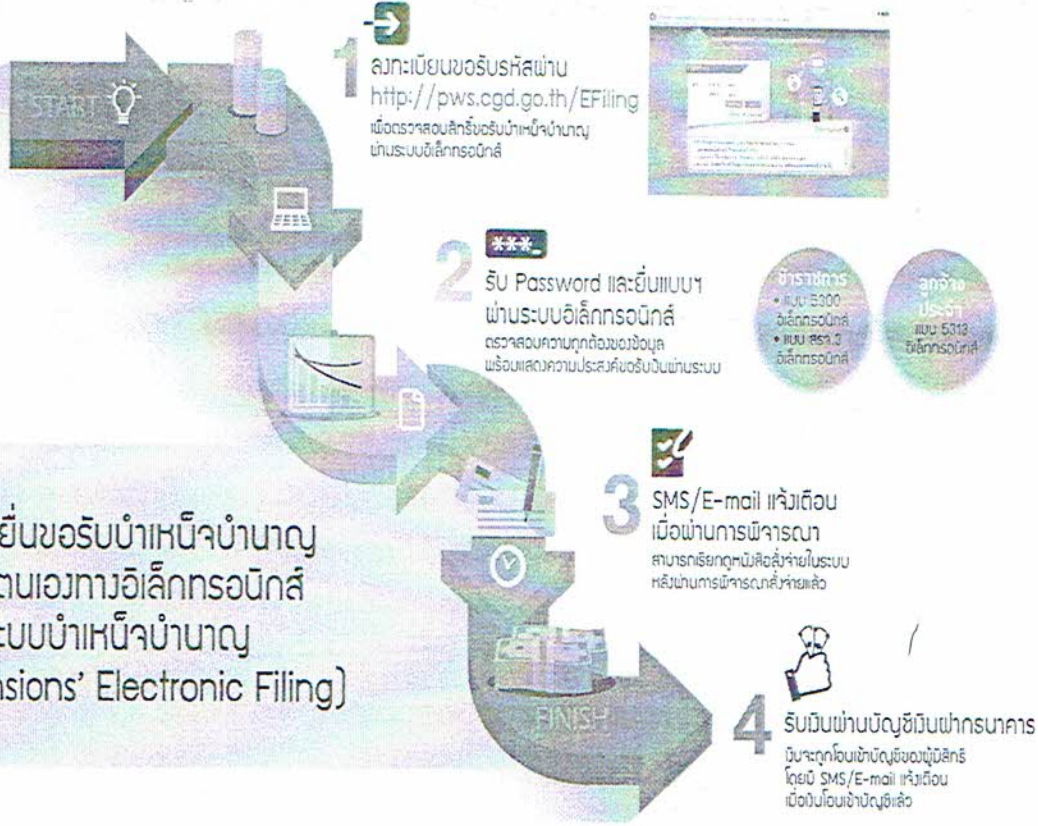 START
1
ลงทะเบียนขอรับรหัสผ่าน
http://pws.cgd.go.th/EFiling
เพื่อตรวจสอบสิทธิ์ขอรับบำเหน็จบำนาญ
ผ่านระบบอิเล็กทรอนิกส์
***_
2
รับ Password และยื่นแบบฯ
ผ่านระบบอิเล็กทรอนิกส์
ตรวจสอบความถูกต้องของข้อมูล
พร้อมแสดงความประสงค์ขอรับเงินผ่านระบบ
ข้าราชการ
• แบบ 5300
อิเล็กทรอนิกส์
• แบบ สรจ.3
อิเล็กทรอนิกส์
ลูกจ้าง
ประจำ
แบบ 5313
อิเล็กทรอนิกส์
3
SMS/E-mail แจ้งเตือน
เมื่อผ่านการพิจารณา
สามารถเรียกดูหนังสือสั่งจ่ายในระบบ
หลังผ่านการพิจารณาสั่งจ่ายแล้ว
ยื่นขอรับบำเหน็จบำนาญ
ตนเองทางอิเล็กทรอนิกส์
ะบบบำเหน็จบำนาญ
nsions' Electronic Filing)
FINISH
4
รับเงินผ่านบัญชีเงินฝากธนาคาร
เงินจะถูกโอนเข้าบัญชีของผู้มีสิทธิ
โดยมี SMS/E-mail แจ้งเตือน
เมื่อเงินโอนเข้าบัญชีแล้ว